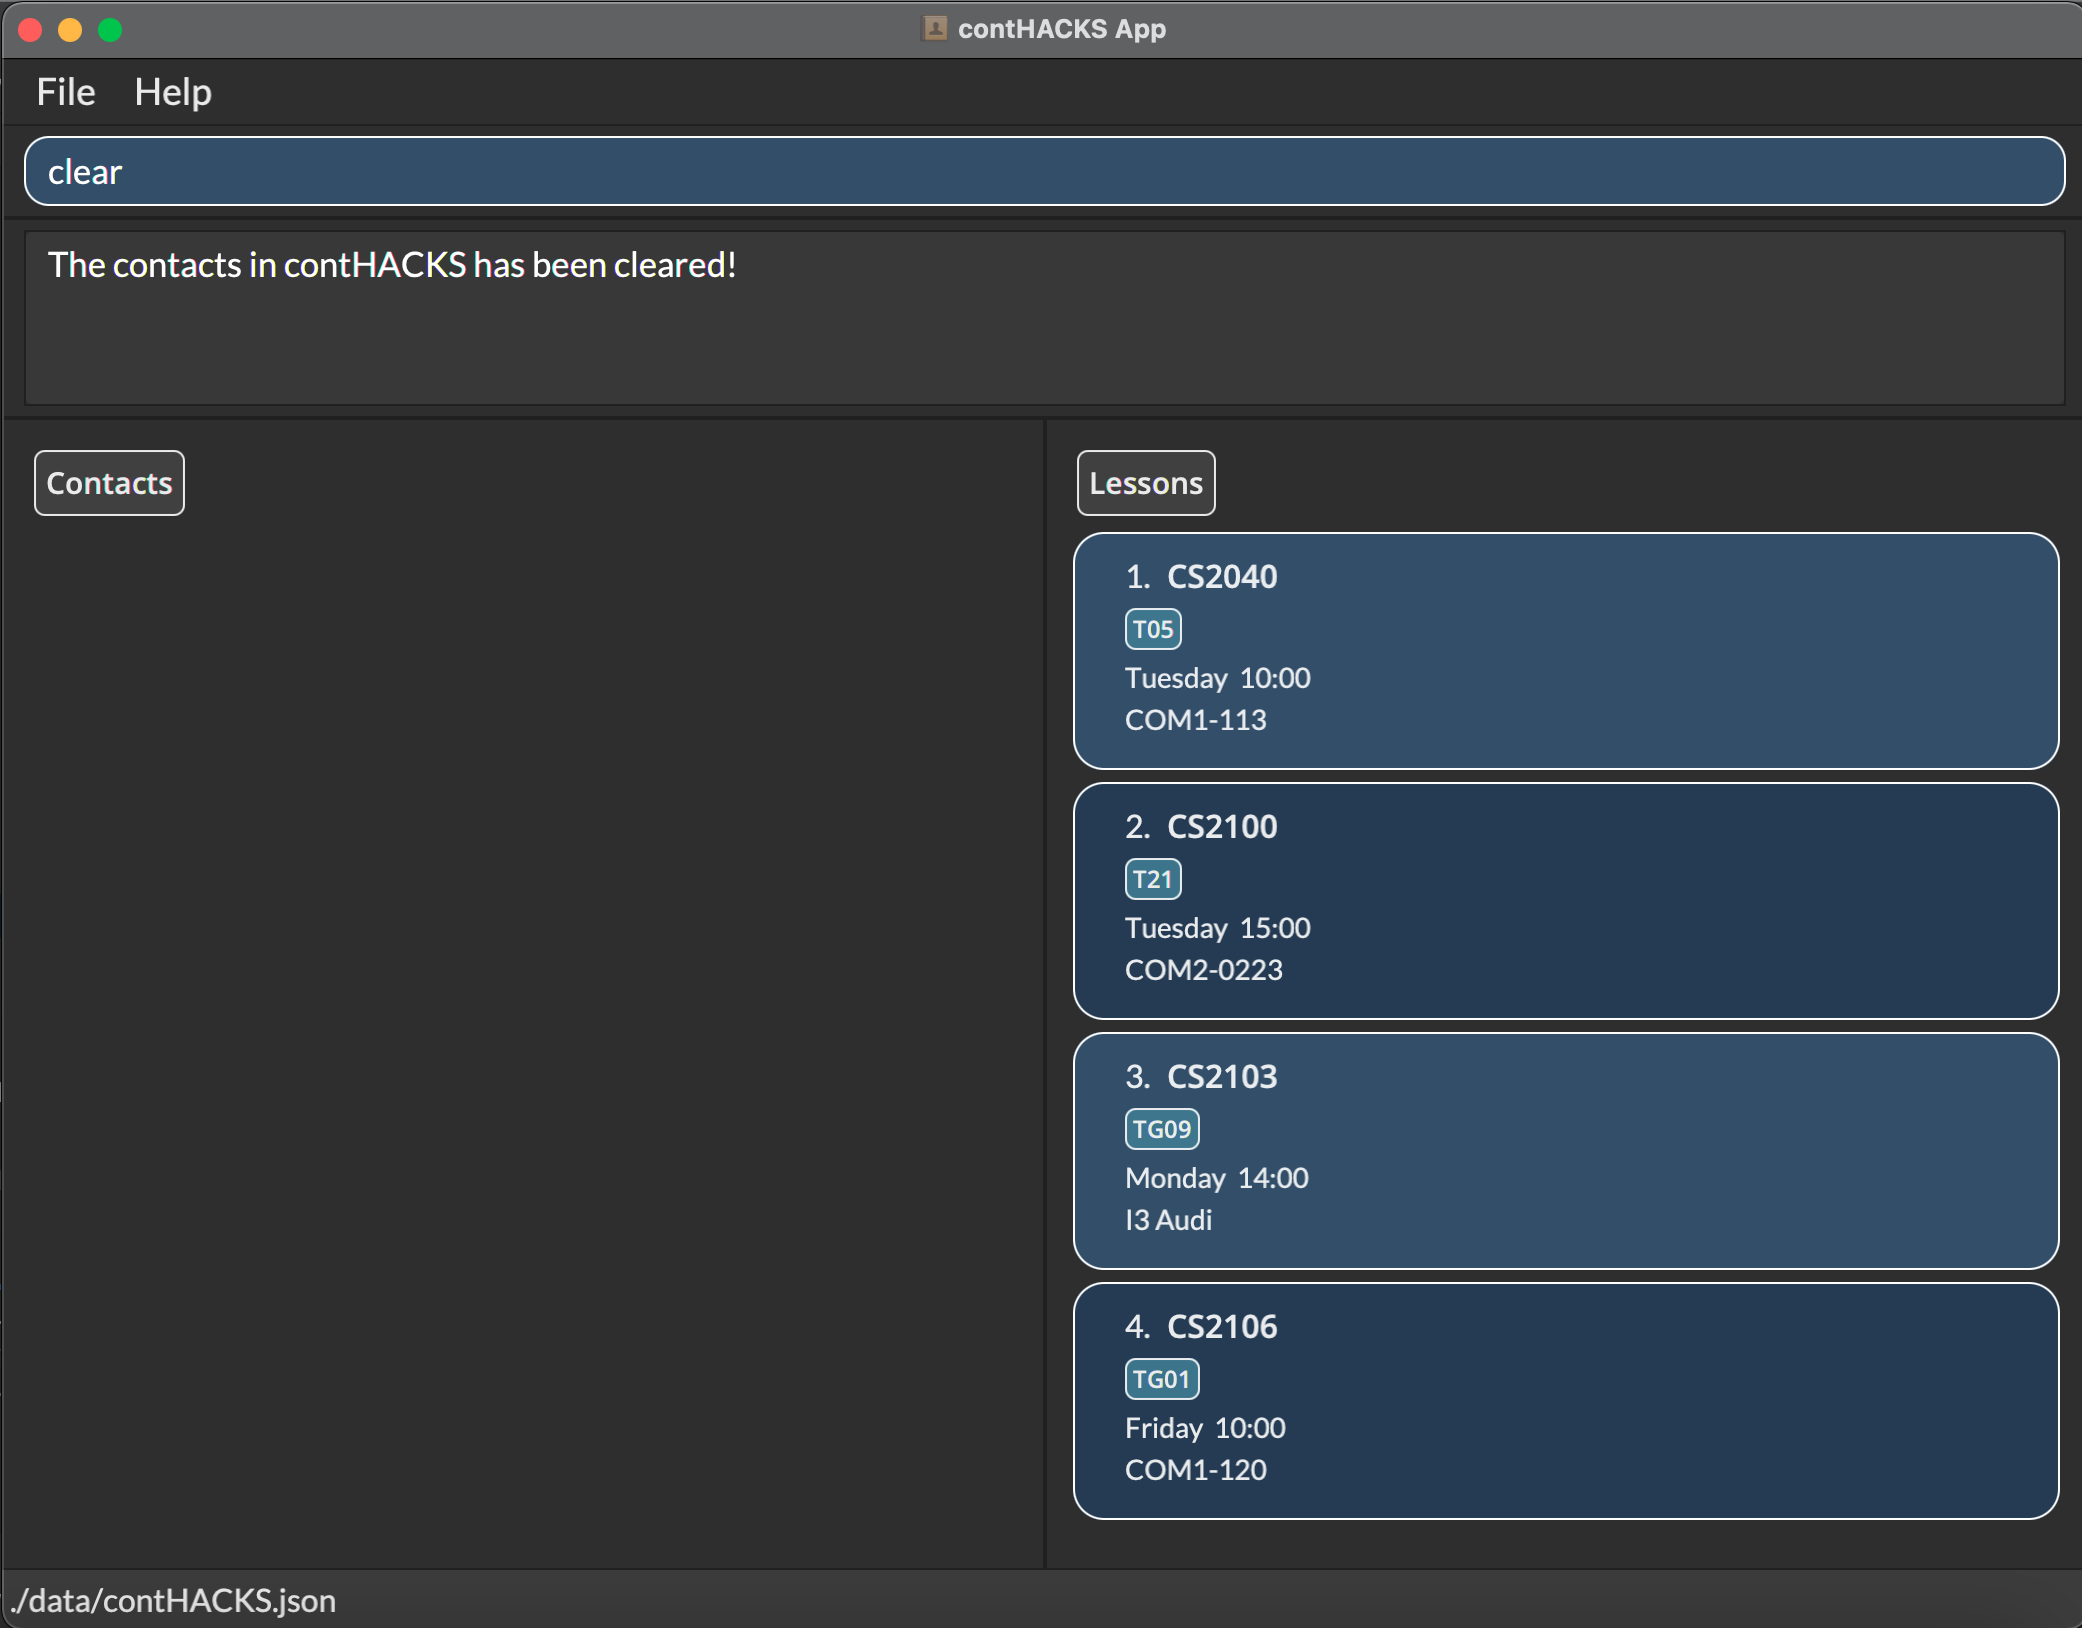 contHACKS App
File Help
clear
The contacts in contHACKS has been cleared!
Contacts
Lessons
1. CS2040
T05
Tuesday 10:00
COM1-113
2. CS2100
T21
Tuesday 15:00
COM2-0223
3. CS2103
TG09
Monday 14:00
I3 Audi
4. CS2106
TG01
Friday 10:00
COM1-120
./data/contHACKS.json